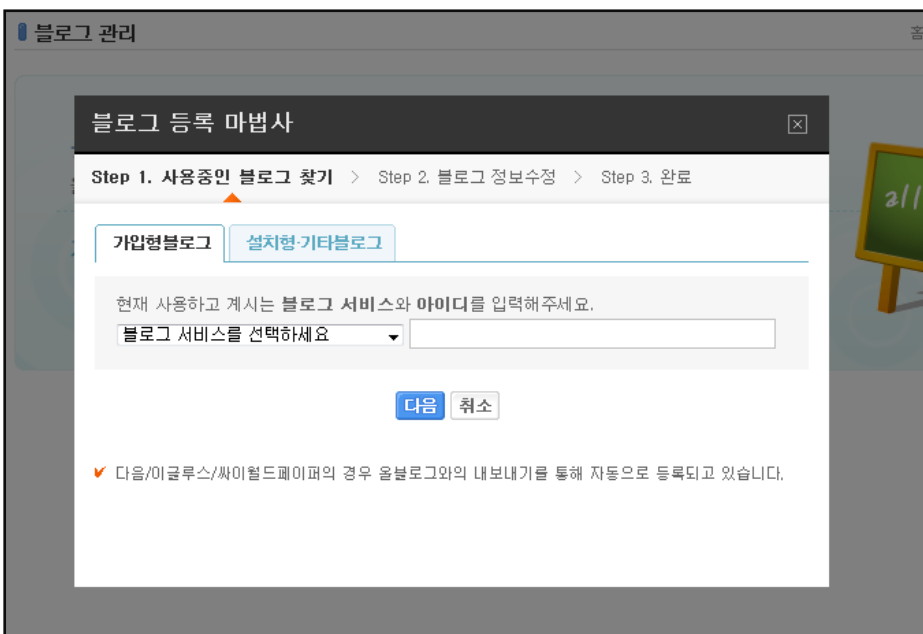 블로그 관리
홈
블로그 등록 마법사
Step 1. 사용중인 블로그 찾기 > Step 2. 블로그 정보수정 > Step 3. 완료
가입형블로그 설치형·기타블로그
현재 사용하고 계시는 블로그 서비스와 아이디를 입력해주세요.
블로그 서비스를 선택하세요
다음 취소
다음/이글루스/싸이월드페이퍼의 경우 올블로그와의 내보내기를 통해 자동으로 등록되고 있습니다.
all